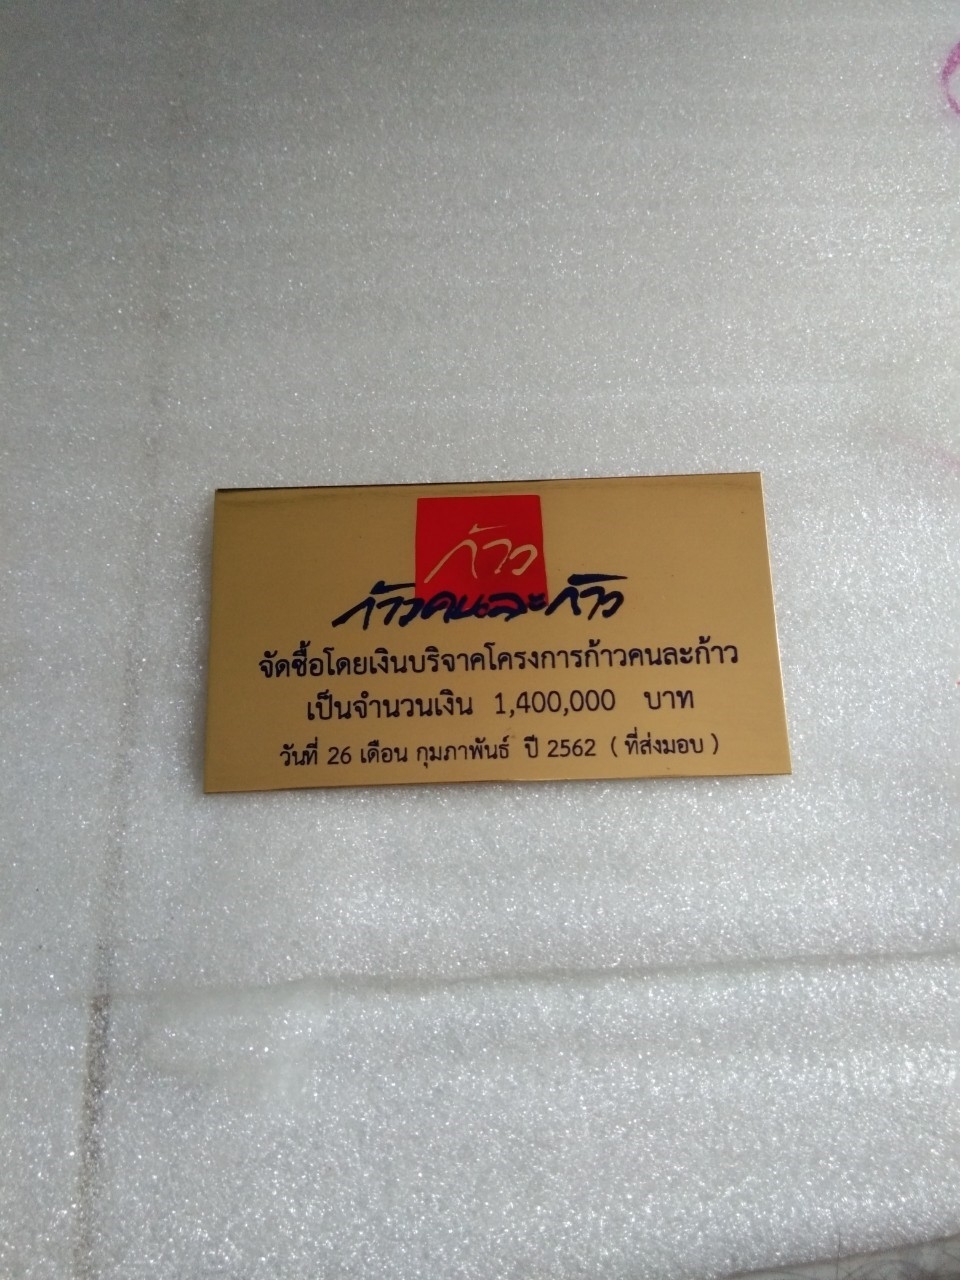 ก้าว
ก้าวคนละก้าว
จัดซื้อโดยเงินบริจาคโครงการก้าวคนละก้าว
เป็นจำนวนเงิน 1,400,000 บาท
วันที่ 26 เดือน กุมภาพันธ์ ปี 2562 ( ที่ส่งมอบ )